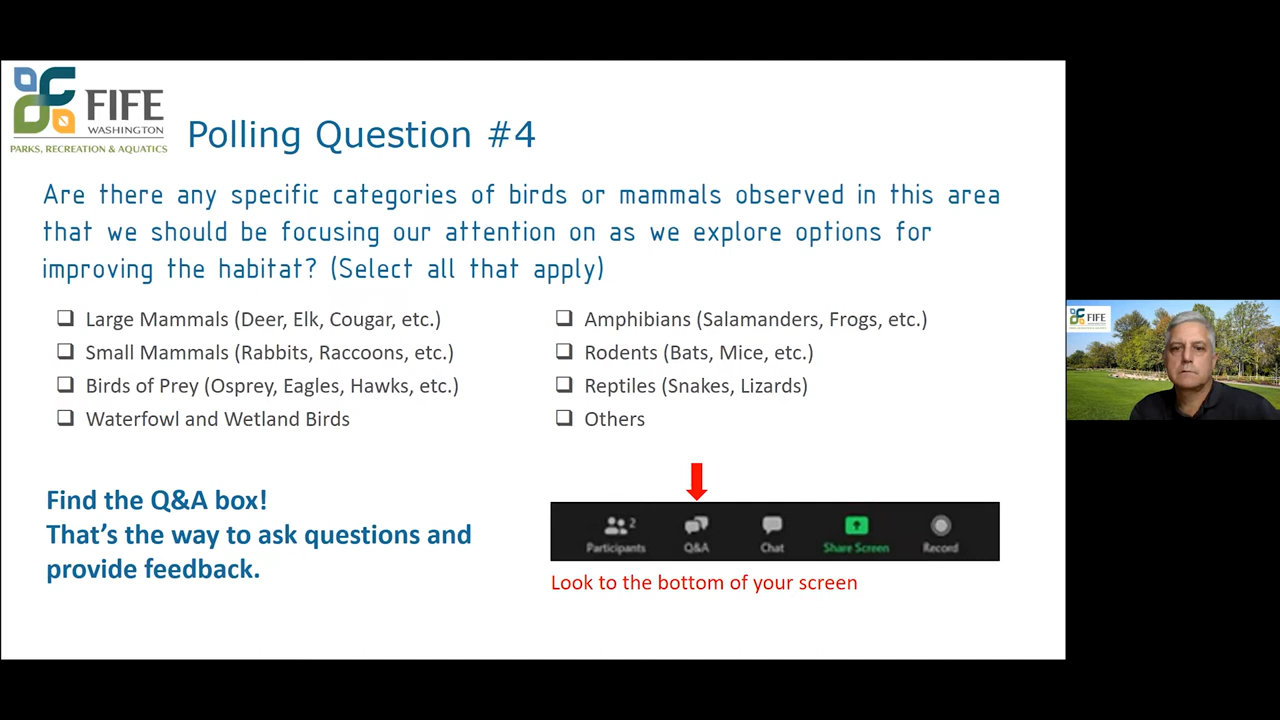 FIFE
WASHINGTON
PARKS, RECREATION & AQUATICS
Polling Question #4
Are there any specific categories of birds or mammals observed in this area
that we should be focusing our attention on as we explore options for
improving the habitat? (Select all that apply)
Large Mammals (Deer, Elk, Cougar, etc.)
Small Mammals (Rabbits, Raccoons, etc.)
Birds of Prey (Osprey, Eagles, Hawks, etc.)
Waterfowl and Wetland Birds
Amphibians (Salamanders, Frogs, etc.)
Rodents (Bats, Mice, etc.)
Reptiles (Snakes, Lizards)
Others
Find the Q&A box!
That's the way to ask questions and
provide feedback.
2
Participants
Q&A
Chat
Share Screen
Record
Look to the bottom of your screen
FIFE